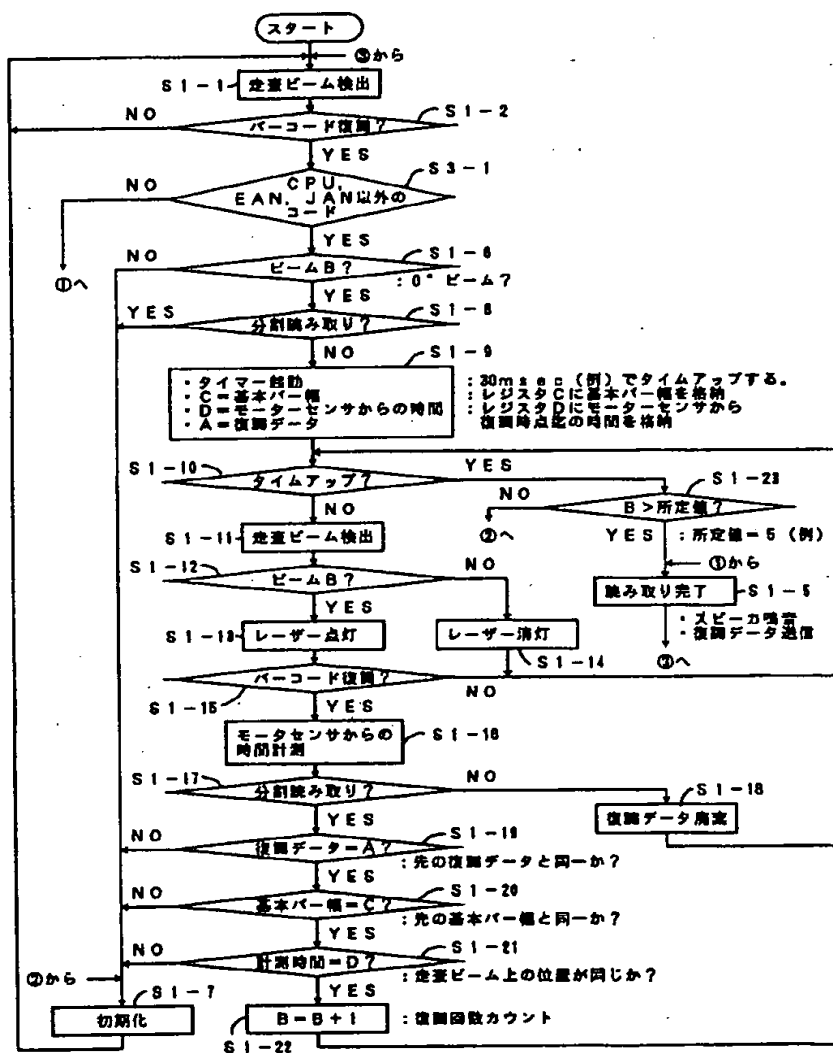 スタート
③から
S1-1
走査ビーム検出
NO
S1-2
バーコード復調?
YES
S3-1
NO
CPU,
EAN,JAN以外の
コード
YES
①へ
NO
S1-6
ビームB?
:0°ビーム?
YES
YES
S1-8
分割読み取り?
NO
S1-9
・タイマー起動
・C=基本バー幅
・D=モーターセンサからの時間
・A=復調データ
:30msec(例)でタイムアップする。
:レジスタCに基本バー幅を格納
:レジスタDにモーターセンサから
復調時点迄の時間を格納
S1-10
タイムアップ?
YES
S1-23
NO
B>所定値?
NO
②へ
YES
:所定値=5(例)
S1-11
走査ビーム検出
①から
S1-12
ビームB?
NO
読み取り完了
S1-5
YES
・スピーカ鳴音
・復調データ送信
S1-13
レーザー点灯
レーザー消灯
③へ
S1-14
バーコード復調?
NO
S1-15
YES
モータセンサからの
時間計測
S1-16
S1-17
分割読み取り?
NO
S1-18
YES
復調データ廃棄
NO
S1-19
復調データ=A?
:先の復調データと同一か?
YES
NO
S1-20
基本バー幅=C?
:先の基本バー幅と同一か?
YES
NO
S1-21
計測時間=D?
:走査ビーム上の位置が同じか?
②から
YES
S1-7
初期化
B=B+1
:復調回数カウント
S1-22